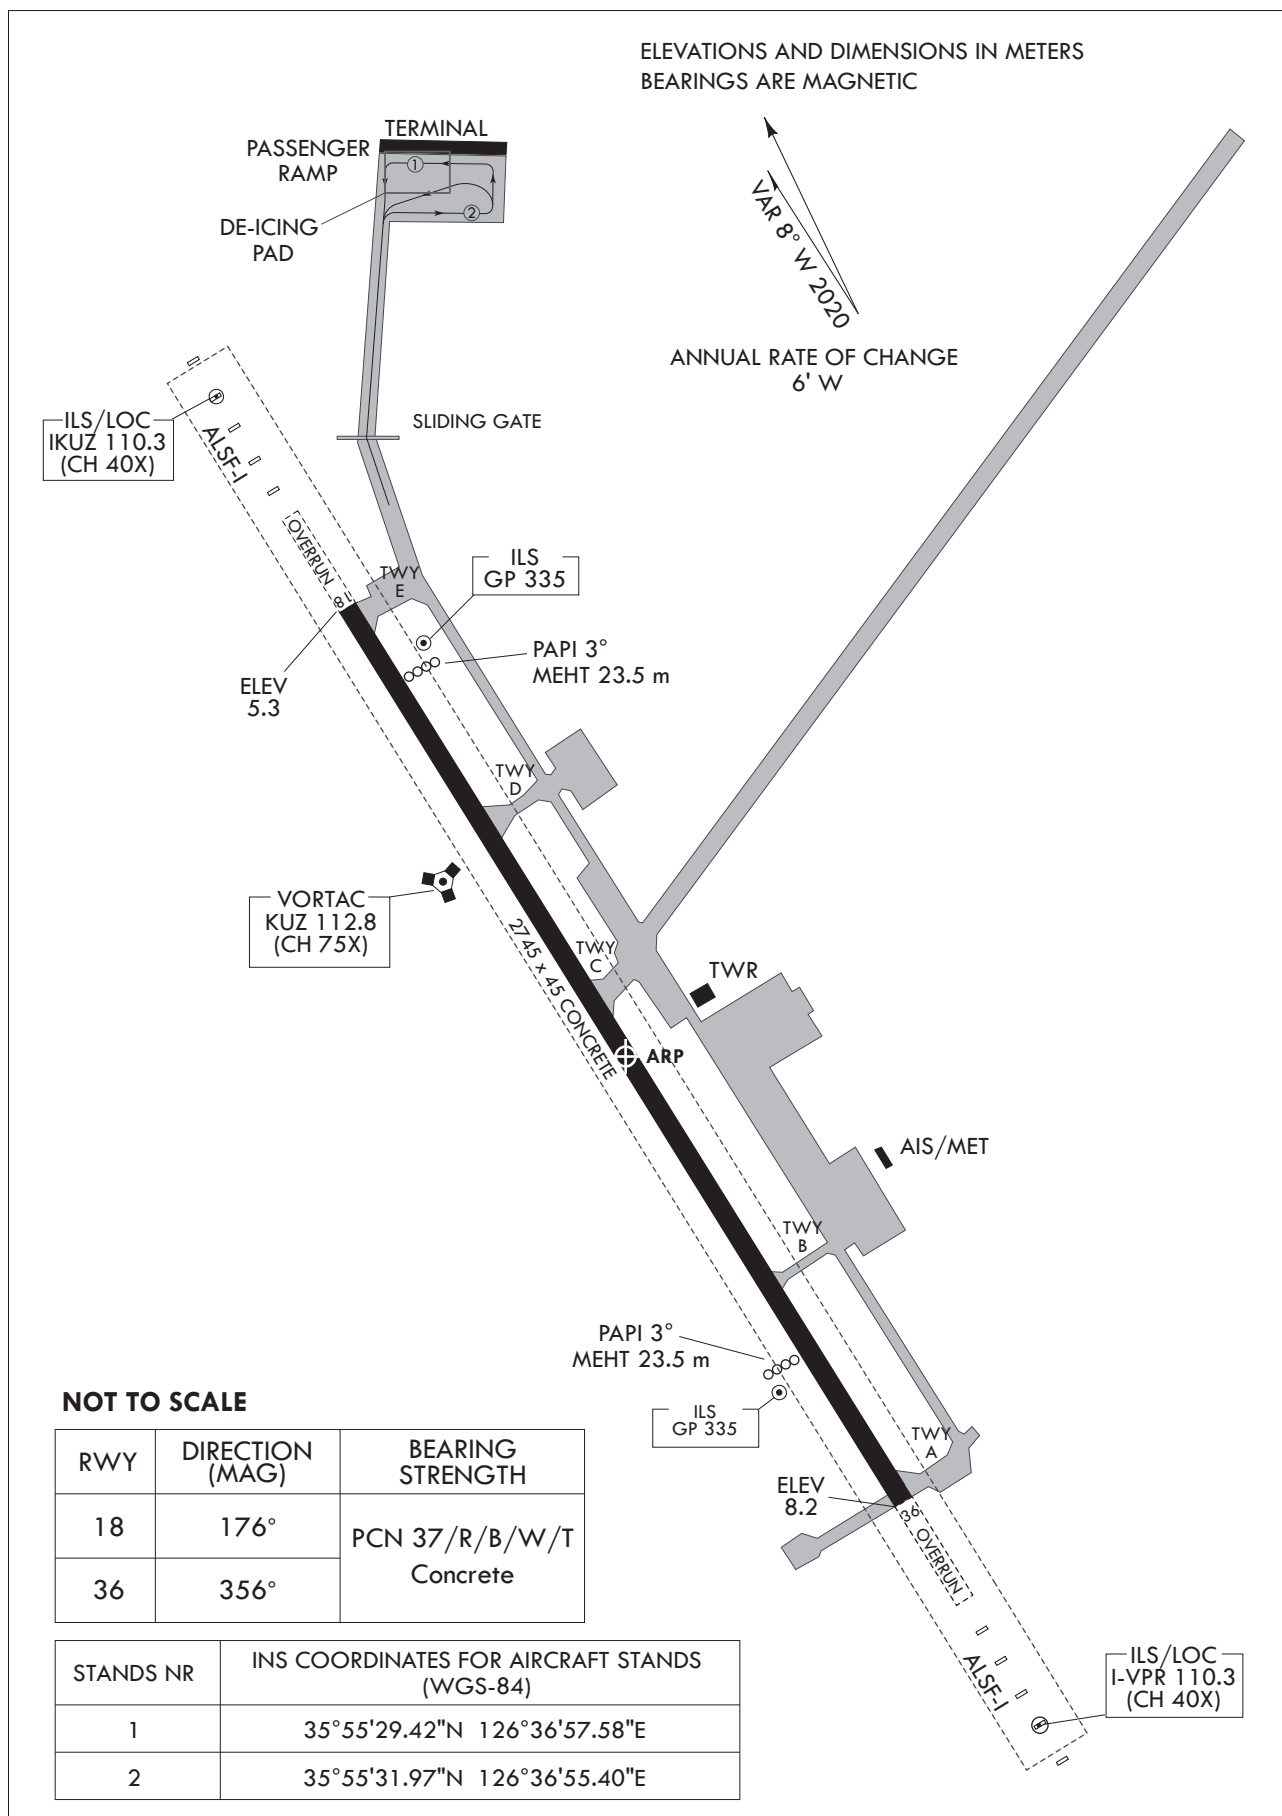 ELEVATIONS AND DIMENSIONS IN METERS
BEARINGS ARE MAGNETIC
TERMINAL
PASSENGER
RAMP
1
2
DE-ICING
PAD
VAR 8° W 2020
ANNUAL RATE OF CHANGE
6' W
SLIDING GATE
ILS/LOC
IKUZ 110.3
(CH 40X)
ALSF-I
OVERRUN
18
TWY
E
ILS
GP 335
PAPI 3°
MEHT 23.5 m
ELEV
5.3
TWY
D
VORTAC
KUZ 112.8
(CH 75X)
2745 x 45 CONCRETE
TWY
C
TWR
ARP
AIS/MET
TWY
B
PAPI 3°
MEHT 23.5 m
ILS
GP 335
TWY
A
ELEV
8.2
36
OVERRUN
ALSF-I
ILS/LOC
I-VPR 110.3
(CH 40X)
NOT TO SCALE
RWY
DIRECTION
(MAG)
BEARING
STRENGTH
18
176°
PCN 37/R/B/W/T
Concrete
36
356°
STANDS NR
INS COORDINATES FOR AIRCRAFT STANDS
(WGS-84)
1
35°55'29.42"N 126°36'57.58"E
2
35°55'31.97"N 126°36'55.40"E